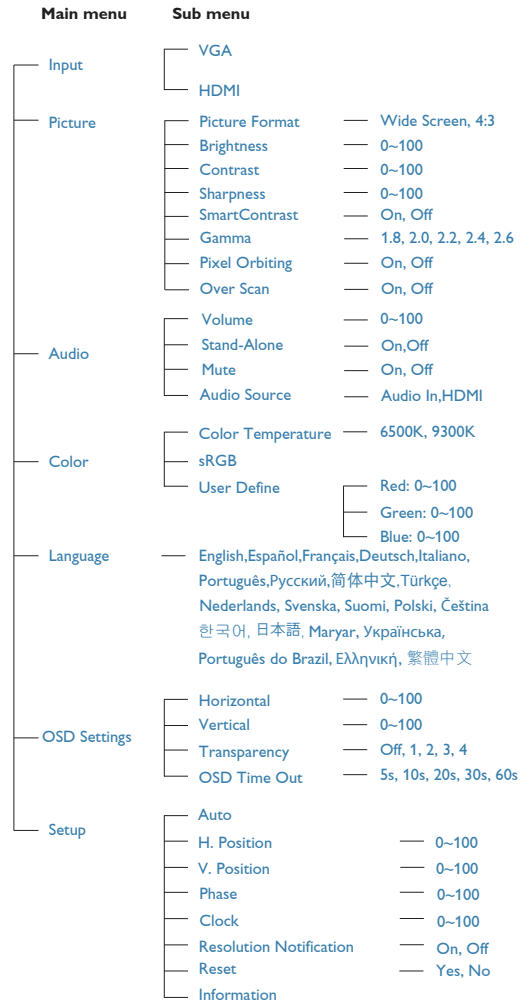 Main menu Sub menu
Input
VGA
HDMI
Picture
Picture Format Wide Screen, 4:3
Brightness 0~100
Contrast 0~100
Sharpness 0~100
SmartContrast On, Off
Gamma 1.8, 2.0, 2.2, 2.4, 2.6
Pixel Orbiting On, Off
Over Scan On, Off
Audio
Volume 0~100
Stand-Alone On,Off
Mute On, Off
Audio Source Audio In,HDMI
Color
Color Temperature 6500K, 9300K
sRGB
User Define Red: 0~100
Green: 0~100
Blue: 0~100
Language English,Español,Français,Deutsch,Italiano,
Português,Русский,简体中文,Türkçe,
Nederlands, Svenska, Suomi, Polski, Čeština
한국어, 日本語, Maryar, Українська,
Português do Brazil, Ελληνική, 繁體中文
OSD Settings
Horizontal 0~100
Vertical 0~100
Transparency Off, 1, 2, 3, 4
OSD Time Out 5s, 10s, 20s, 30s, 60s
Setup
Auto
H. Position 0~100
V. Position 0~100
Phase 0~100
Clock 0~100
Resolution Notification On, Off
Reset Yes, No
Information